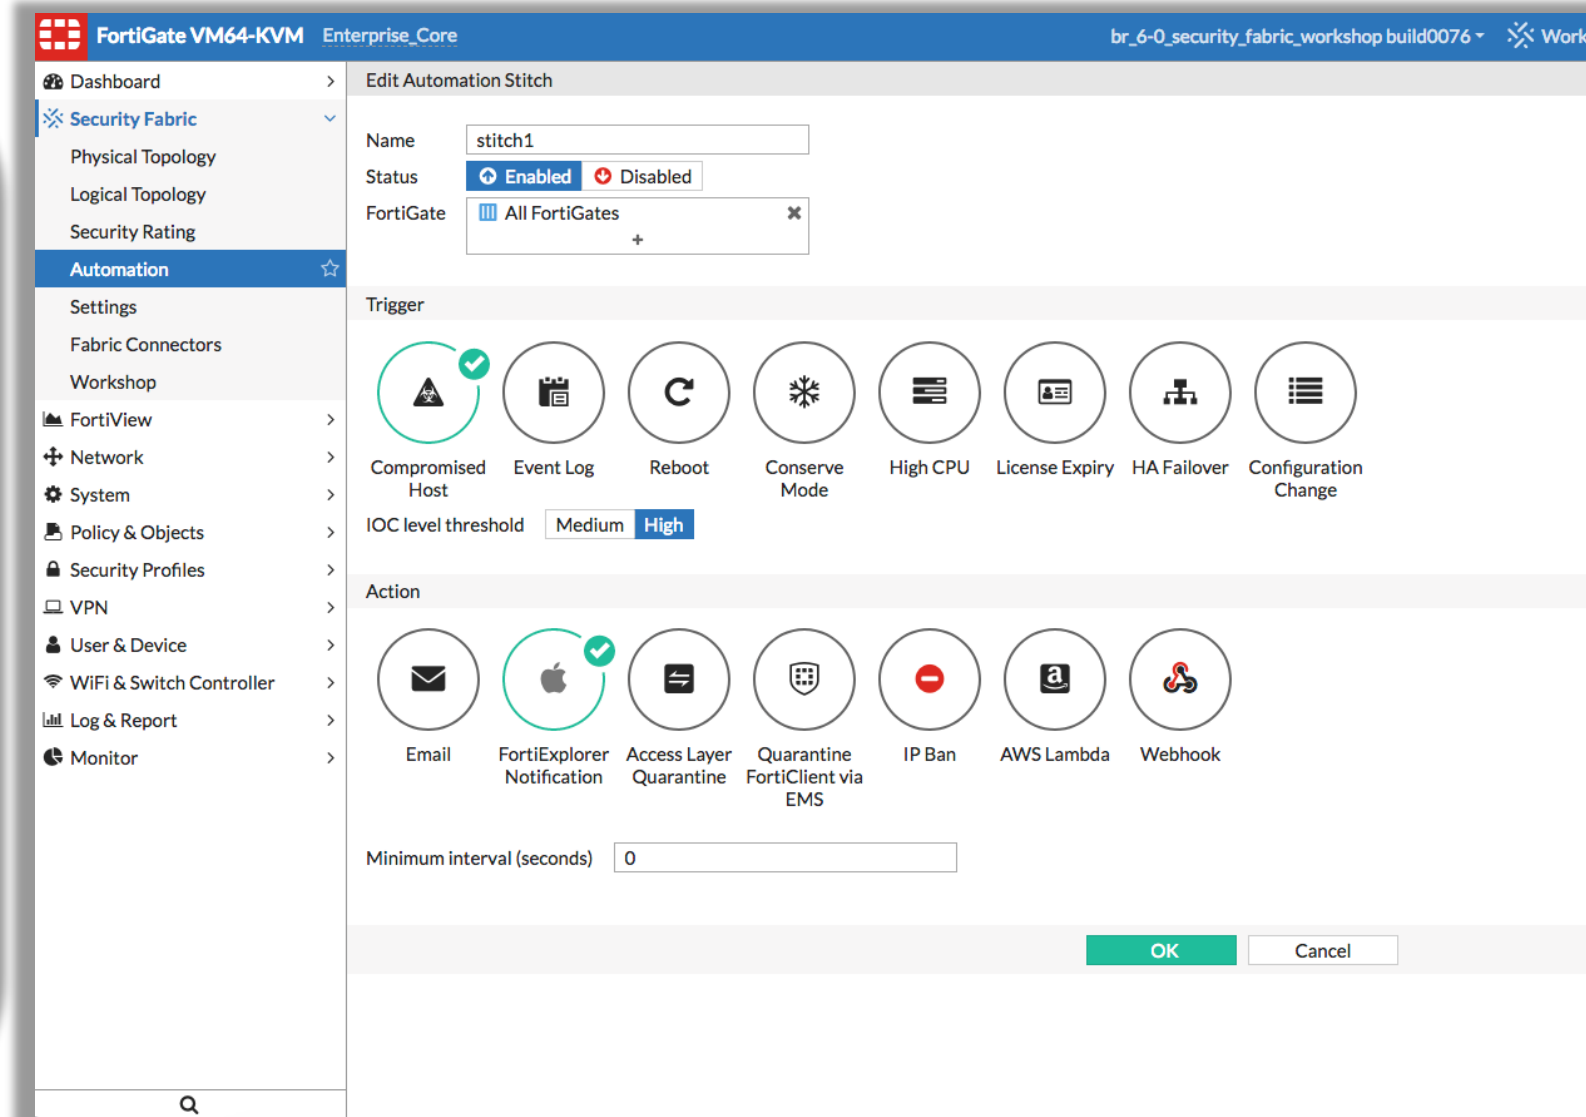 FortiGate VM64-KVM Enterprise_Core br_6-0_security_fabric_workshop build0076 Work
Dashboard
Security Fabric
Physical Topology
Logical Topology
Security Rating
Automation
Settings
Fabric Connectors
Workshop
FortiView
Network
System
Policy & Objects
Security Profiles
VPN
User & Device
WiFi & Switch Controller
Log & Report
Monitor
Edit Automation Stitch
Name stitch1
Status Enabled Disabled
FortiGate All FortiGates
+
Trigger
Compromised Host
Event Log
Reboot
Conserve Mode
High CPU
License Expiry
HA Failover
Configuration Change
IOC level threshold Medium High
Action
Email
FortiExplorer Notification
Access Layer Quarantine
Quarantine FortiClient via EMS
IP Ban
AWS Lambda
Webhook
Minimum interval (seconds) 0
OK Cancel